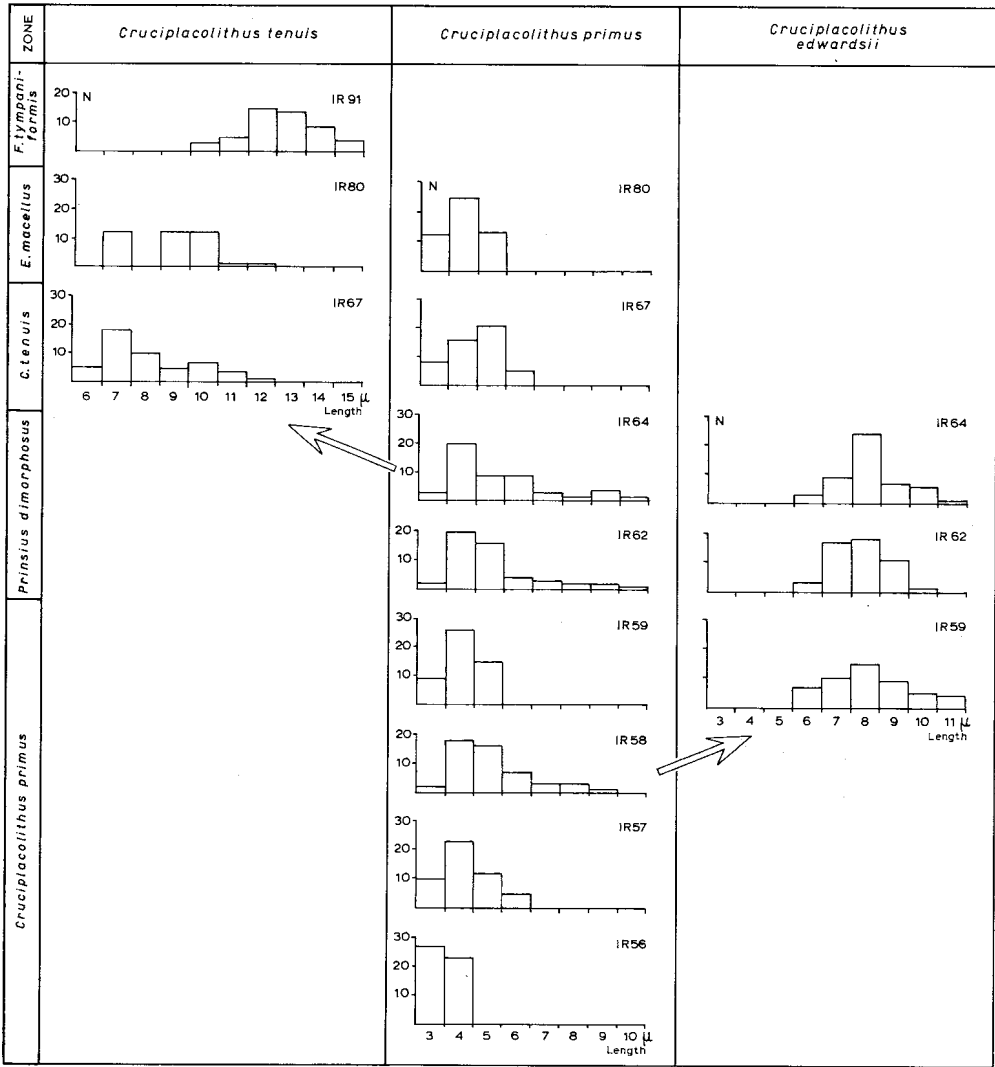 ZONE
Cruciplacolithus tenuis
Cruciplacolithus primus
Cruciplacolithus
edwardsii
F. tympani-
formis
E. macellus
C. tenuis
Prinsius dimorphosus
Cruciplacolithus primus
N
IR 91
20
10
IR80
30
20
10
IR67
30
20
10
6 7 8 9 10 11 12 13 14 15 µ
Length
N
IR80
IR67
IR64
30
20
10
IR62
20
10
IR59
30
20
10
IR58
20
10
IR57
30
20
10
IR56
30
20
10
3 4 5 6 7 8 9 10 µ
Length
N
IR64
IR62
IR59
3 4 5 6 7 8 9 10 11 µ
Length